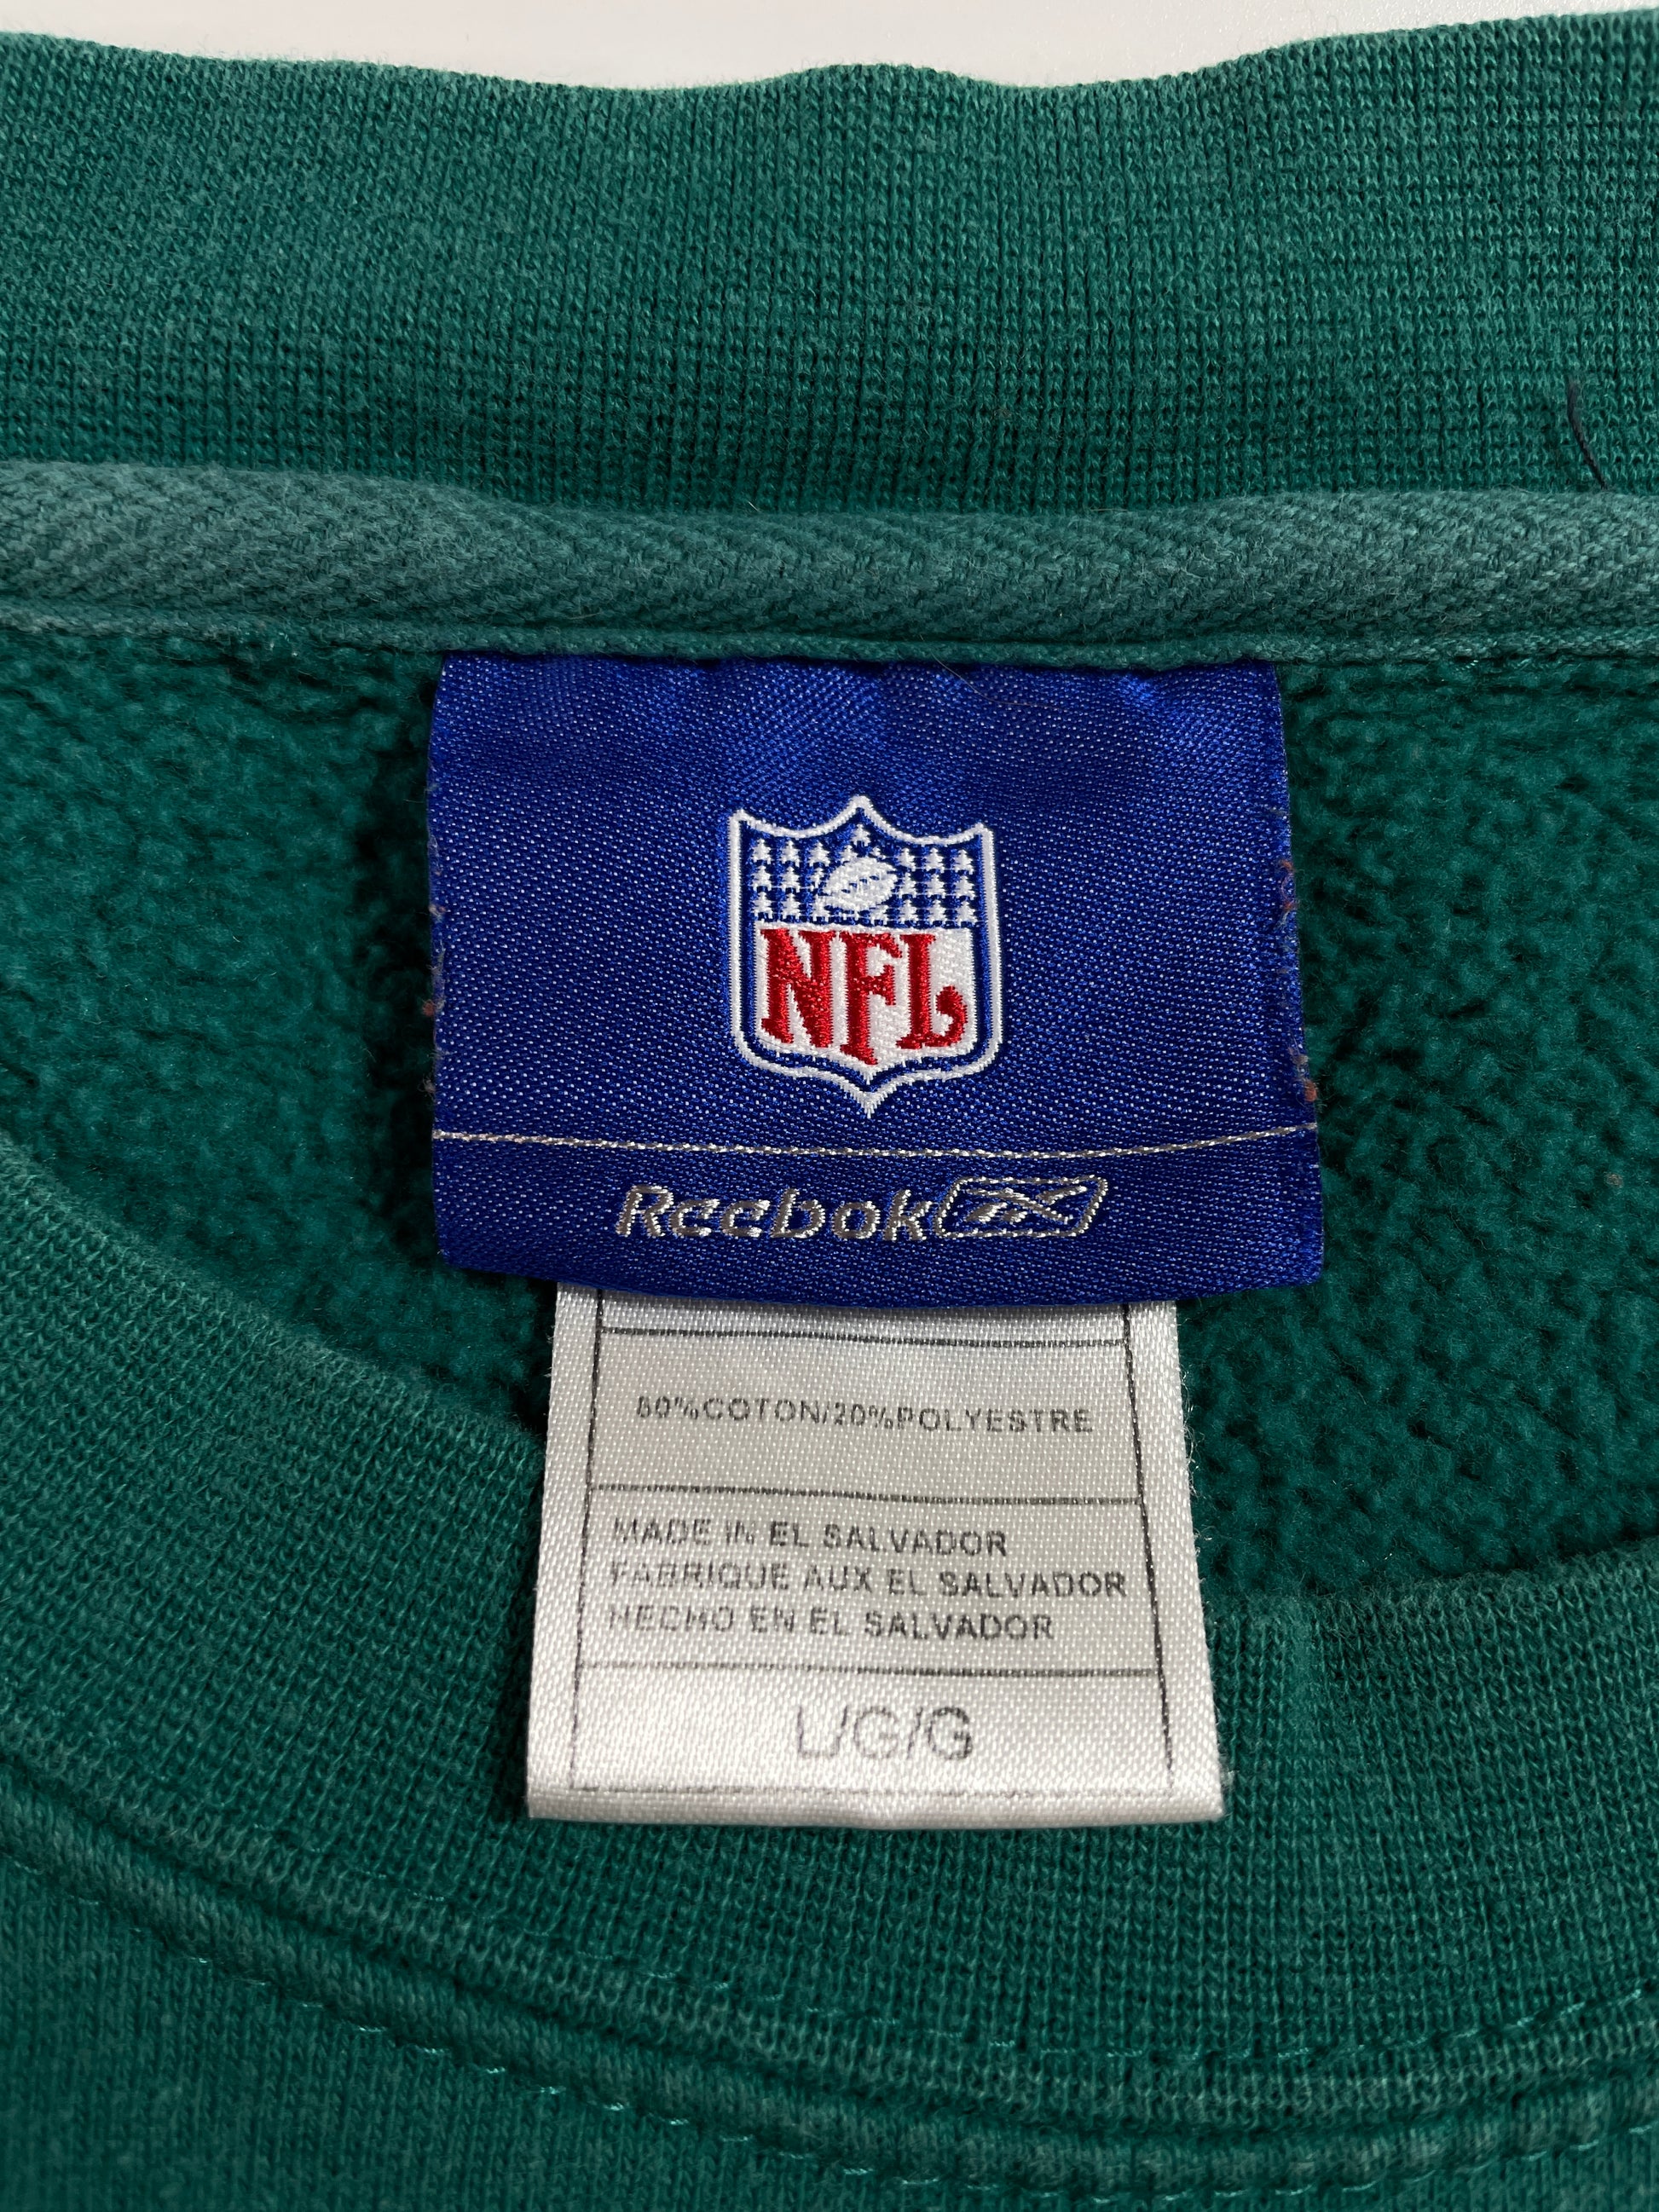 NFL
Reebok
80%COTON/20%POLYESTRE
MADE IN EL SALVADOR
FABRIQUE AUX EL SALVADOR
HECHO EN EL SALVADOR
L/G/G